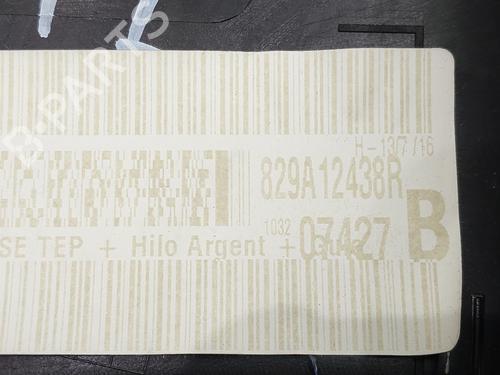 B-PARTS
H-13/7/16
829A12438R
1032
07427 B
SE TEP + Hilo Argent +